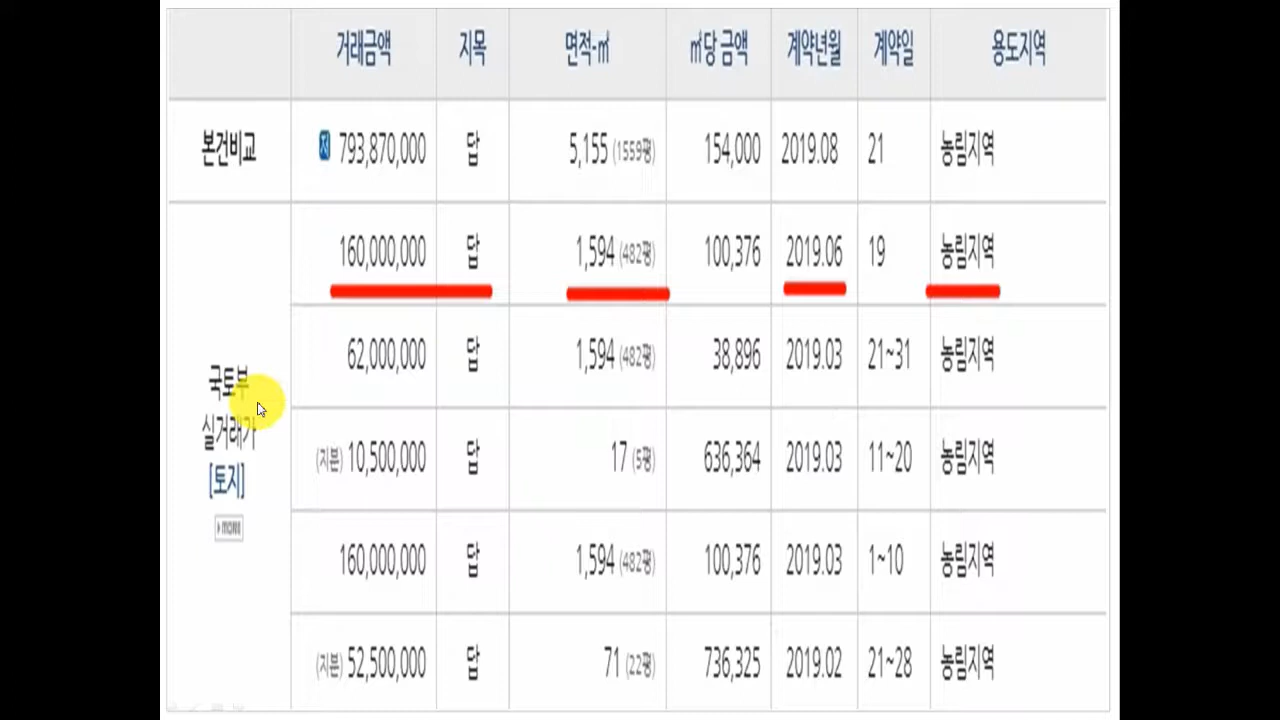 거래금액 지목 면적-㎡ ㎡당 금액 계약년월 계약일 용도지역
본건비교 저 793,870,000 답 5,155 (1559평) 154,000 2019.08 21 농림지역
160,000,000 답 1,594 (482평) 100,376 2019.06 19 농림지역
62,000,000 답 1,594 (482평) 38,896 2019.03 21~31 농림지역
국토부
실거래가
[토지]
more
(지분) 10,500,000 답 17 (5평) 636,364 2019.03 11~20 농림지역
160,000,000 답 1,594 (482평) 100,376 2019.03 1~10 농림지역
(지분) 52,500,000 답 71 (22평) 736,325 2019.02 21~28 농림지역